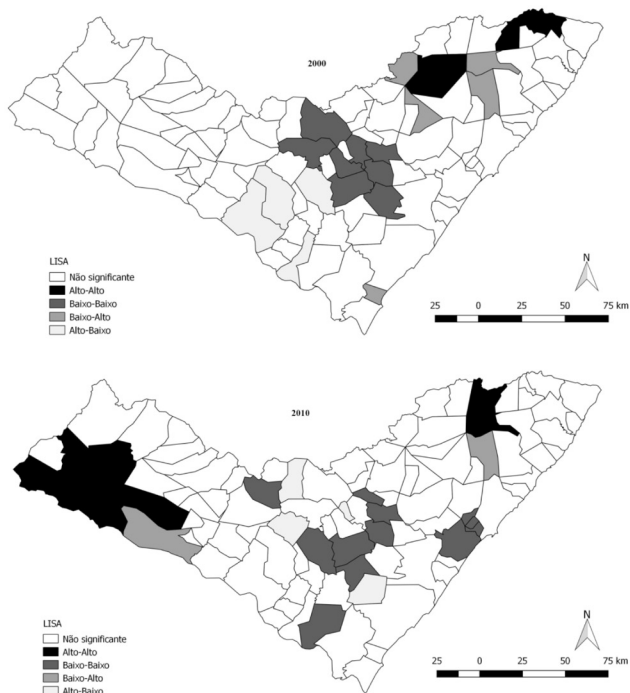 2000
LISA
Não significante
Alto-Alto
Baixo-Baixo
Baixo-Alto
Alto-Baixo
N
25 0 25 50 75 km
2010
LISA
Não significante
Alto-Alto
Baixo-Baixo
Baixo-Alto
Alto-Baixo
N
25 0 25 50 75 km